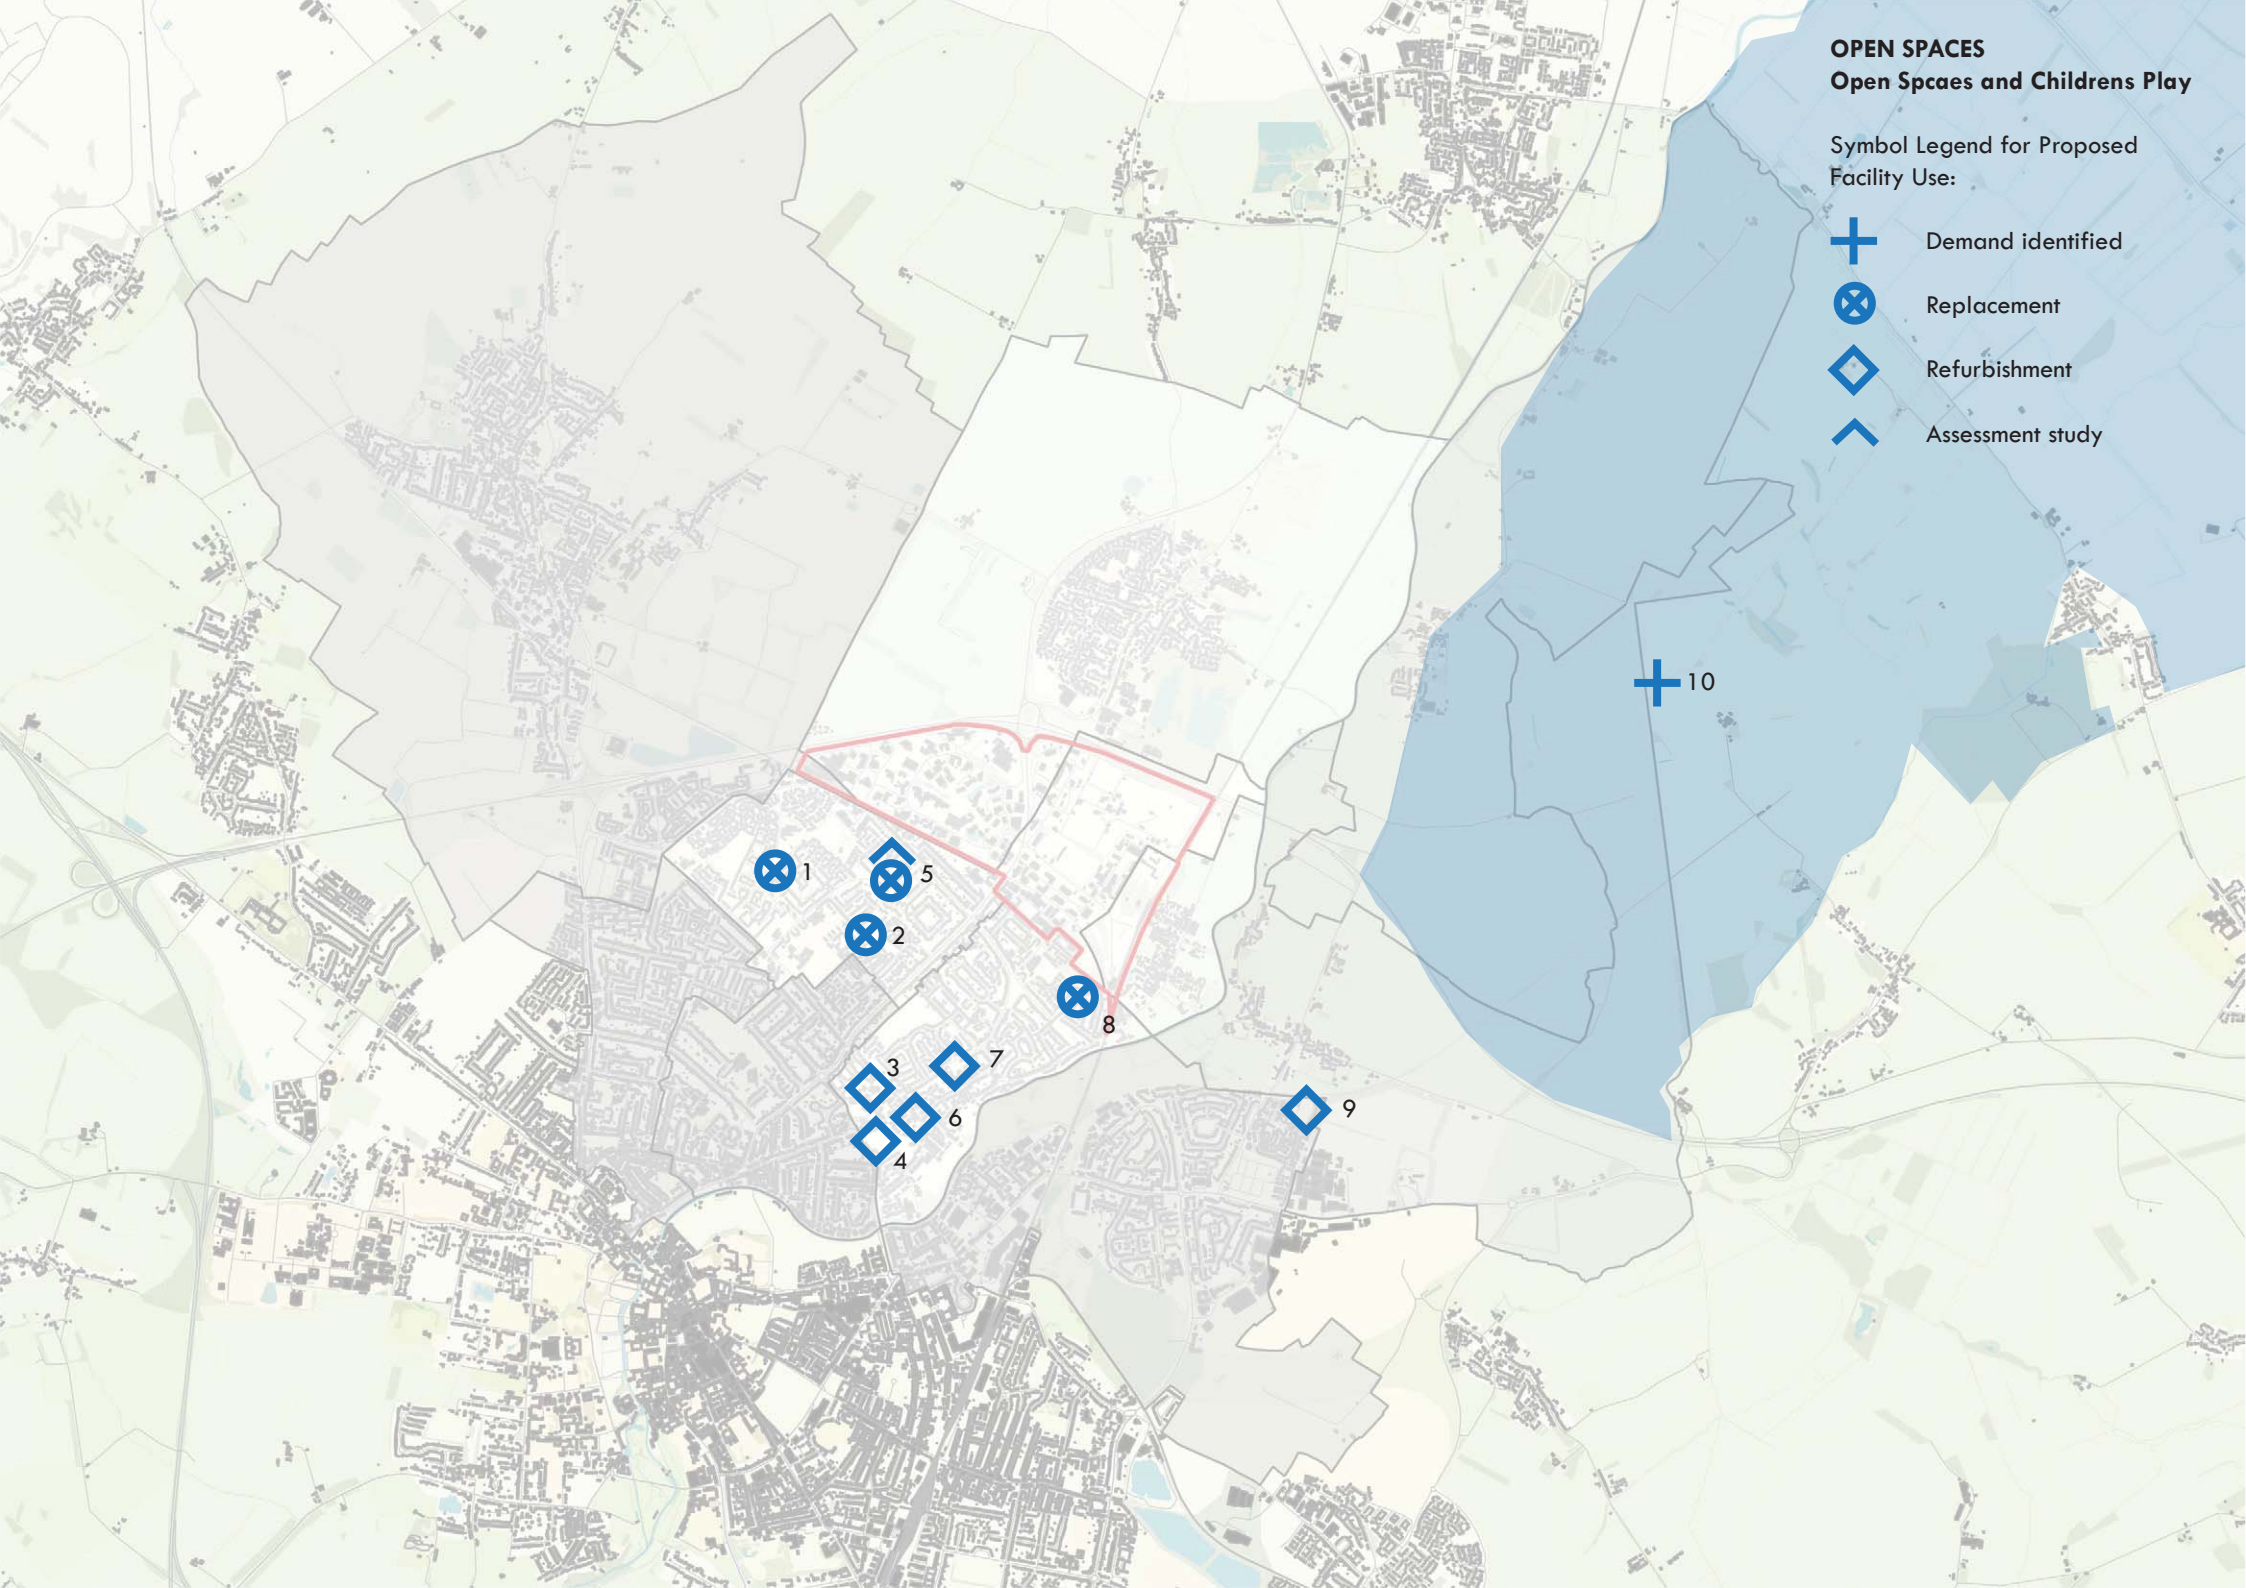 OPEN SPACES
Open Spcaes and Childrens Play
Symbol Legend for Proposed
Facility Use:
Demand identified
Replacement
Refurbishment
Assessment study
10
1
5
2
8
3
7
6
4
9